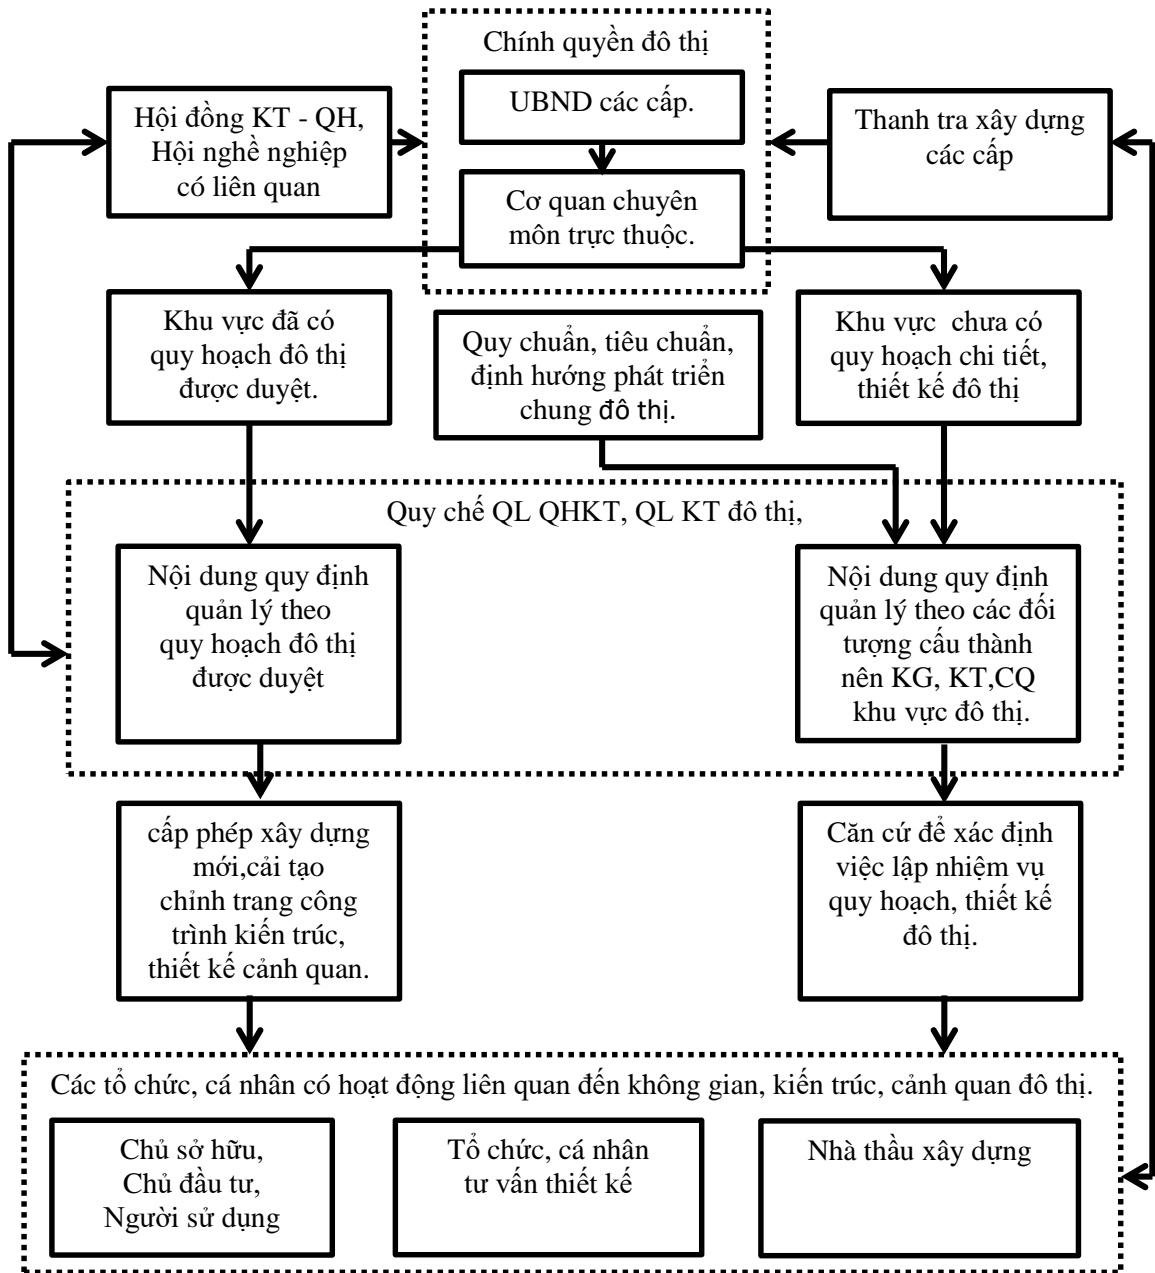 Chính quyền đô thị
UBND các cấp.
Cơ quan chuyên
môn trực thuộc.
Hội đồng KT - QH,
Hội nghề nghiệp
có liên quan
Thanh tra xây dựng
các cấp
Khu vực đã có
quy hoạch đô thị
được duyệt.
Quy chuẩn, tiêu chuẩn,
định hướng phát triển
chung đô thị.
Khu vực chưa có
quy hoạch chi tiết,
thiết kế đô thị
Quy chế QL QHKT, QL KT đô thị,
Nội dung quy định
quản lý theo
quy hoạch đô thị
được duyệt
Nội dung quy định
quản lý theo các đối
tượng cấu thành
nên KG, KT,CQ
khu vực đô thị.
cấp phép xây dựng
mới,cải tạo
chỉnh trang công
trình kiến trúc,
thiết kế cảnh quan.
Căn cứ để xác định
việc lập nhiệm vụ
quy hoạch, thiết kế
đô thị.
Các tổ chức, cá nhân có hoạt động liên quan đến không gian, kiến trúc, cảnh quan đô thị.
Chủ sở hữu,
Chủ đầu tư,
Người sử dụng
Tổ chức, cá nhân
tư vấn thiết kế
Nhà thầu xây dựng